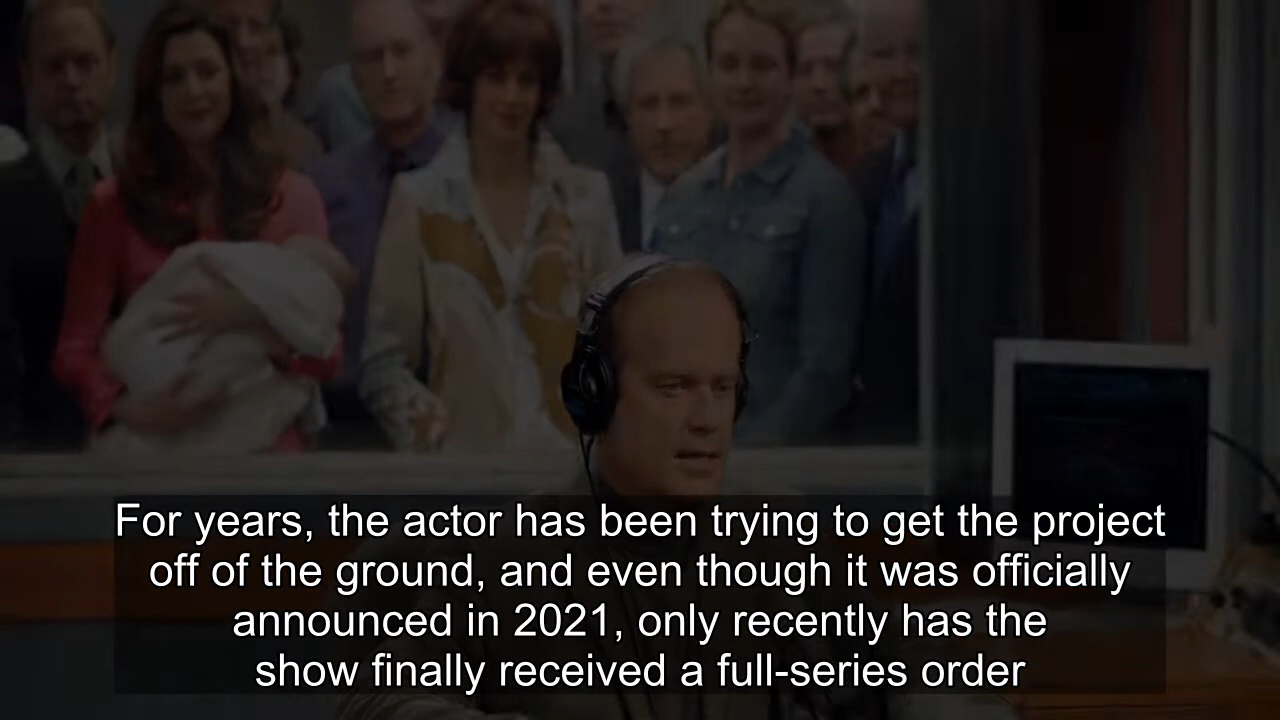 For years, the actor has been trying to get the project
off of the ground, and even though it was officially
announced in 2021, only recently has the
show finally received a full-series order